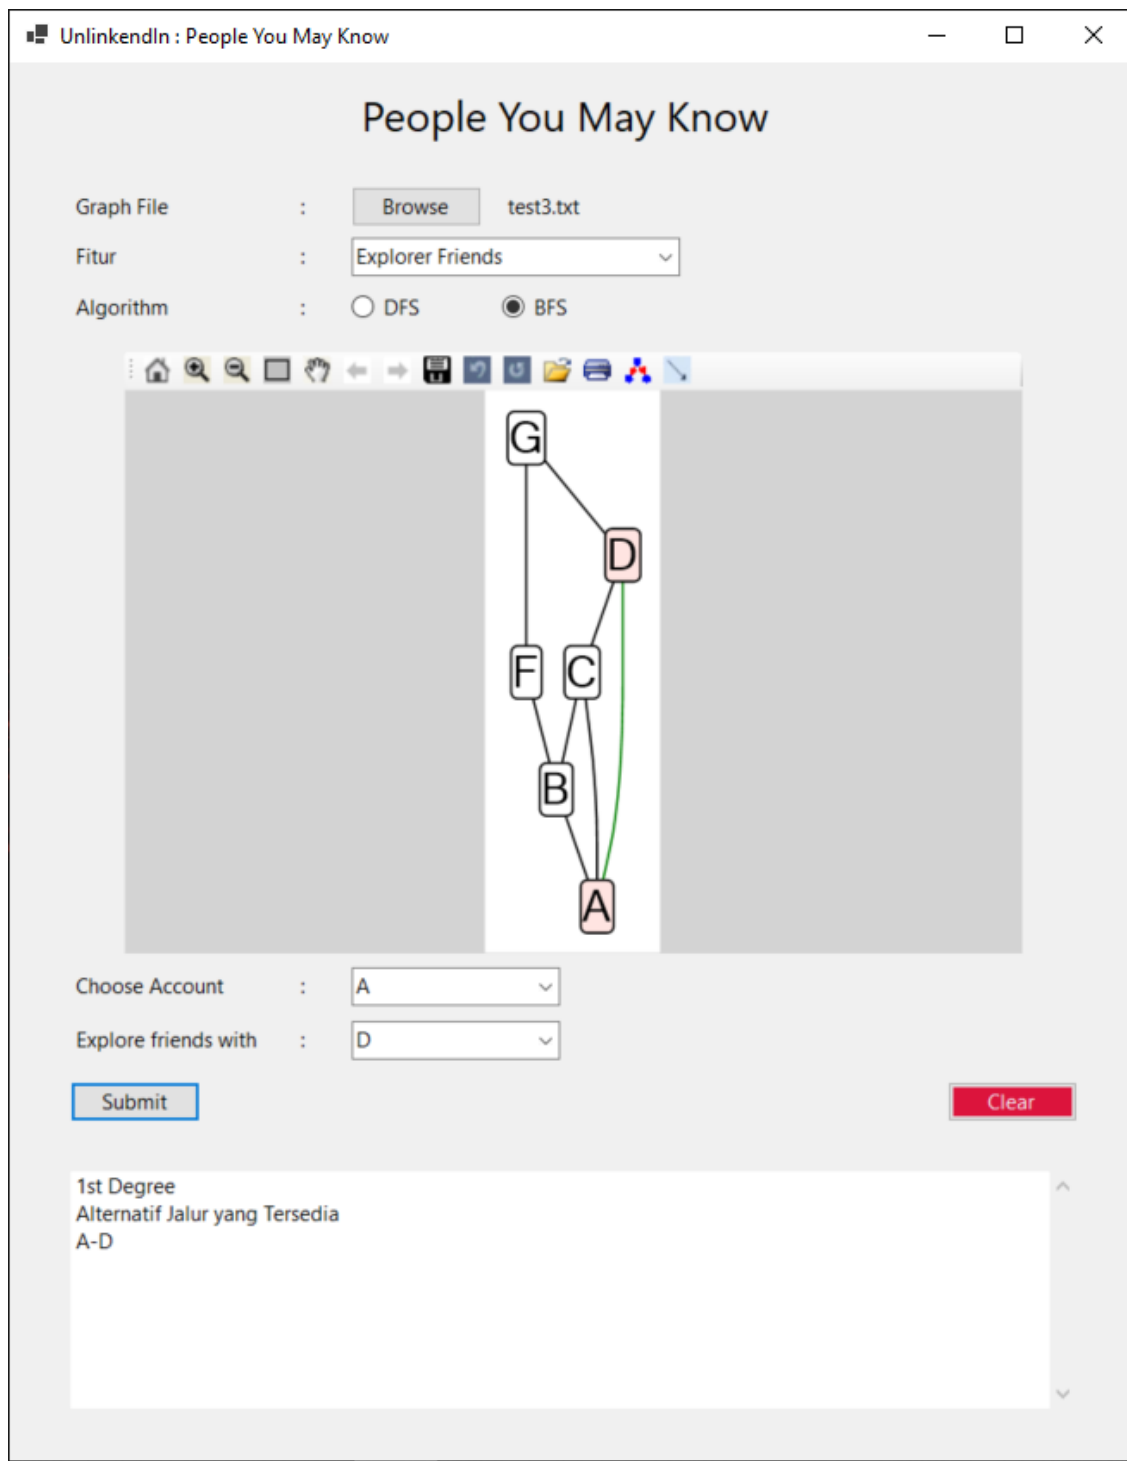 UnlinkendIn : People You May Know
People You May Know
Graph File : Browse test3.txt
Fitur : Explorer Friends
Algorithm : DFS BFS
G
D
F C
B
A
Choose Account : A
Explore friends with : D
Submit Clear
1st Degree
Alternatif Jalur yang Tersedia
A-D